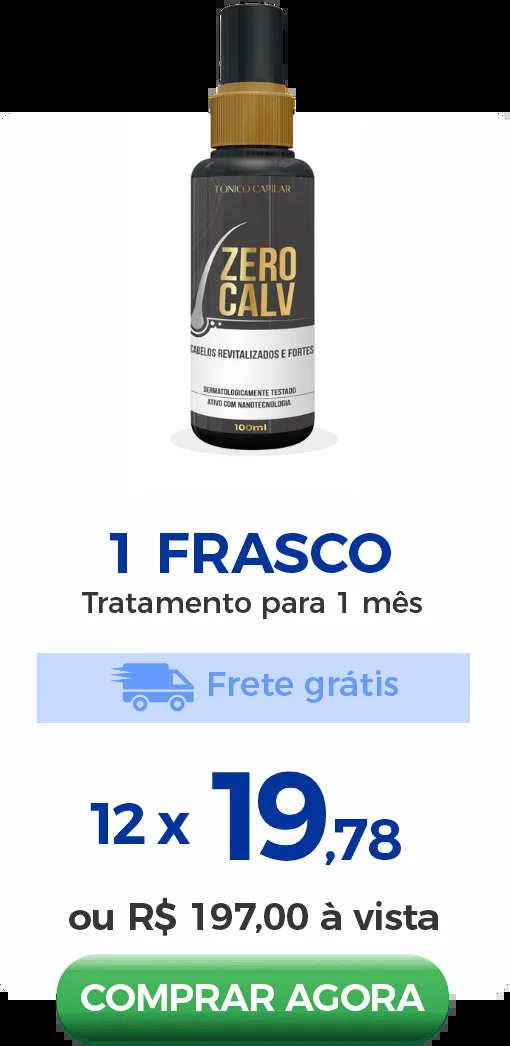 TÔNICO CAPILAR
ZERO
CALV
CABELOS REVITALIZADOS E FORTES
DERMATOLOGICAMENTE TESTADO
ATIVO COM NANOTECNOLOGIA
100ml
1 FRASCO
Tratamento para 1 mês
Frete grátis
12 x 19,78
ou R$ 197,00 à vista
COMPRAR AGORA